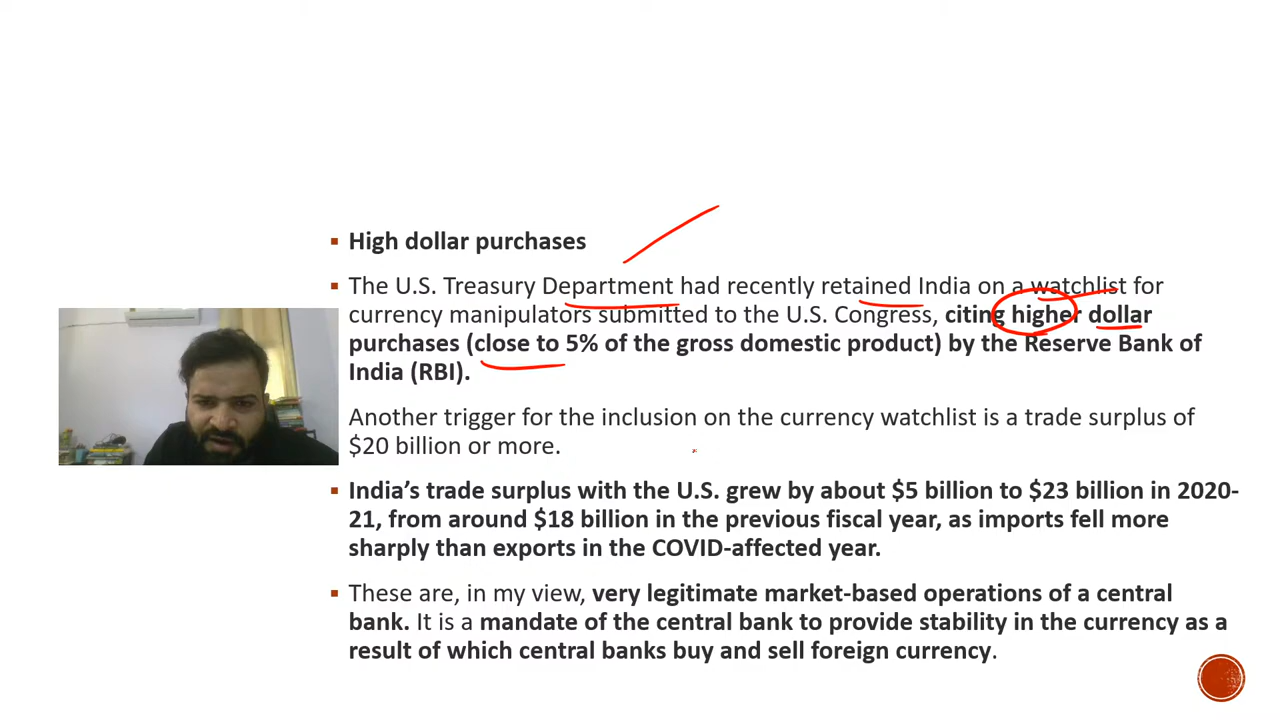 High dollar purchases
The U.S. Treasury Department had recently retained India on a watchlist for
currency manipulators submitted to the U.S. Congress, citing higher dollar
purchases (close to 5% of the gross domestic product) by the Reserve Bank of
India (RBI).
Another trigger for the inclusion on the currency watchlist is a trade surplus of
$20 billion or more.
India’s trade surplus with the U.S. grew by about $5 billion to $23 billion in 2020-
21, from around $18 billion in the previous fiscal year, as imports fell more
sharply than exports in the COVID-affected year.
These are, in my view, very legitimate market-based operations of a central
bank. It is a mandate of the central bank to provide stability in the currency as a
result of which central banks buy and sell foreign currency.